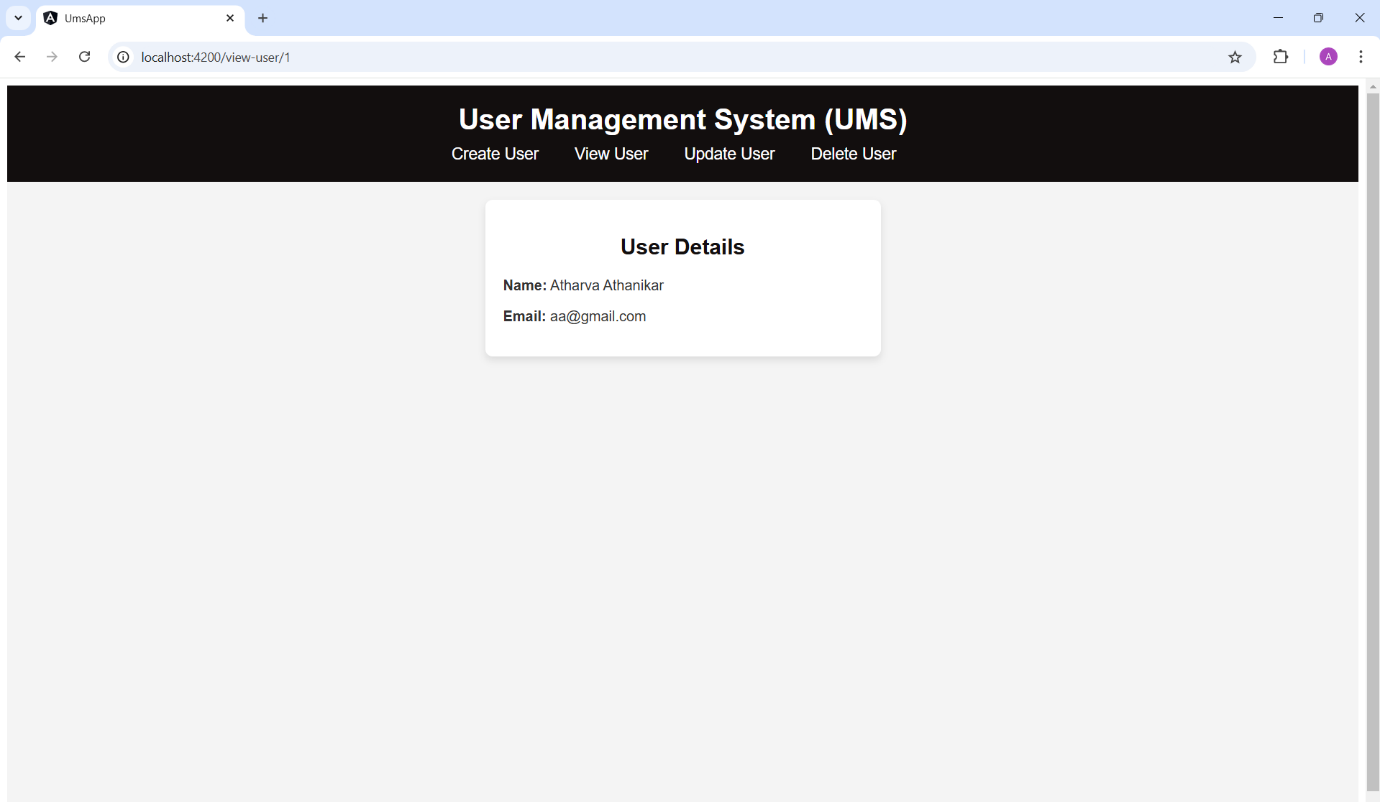 UmsApp
localhost:4200/view-user/1
A
User Management System (UMS)
Create User View User Update User Delete User
User Details
Name: Atharva Athanikar
Email: aa@gmail.com